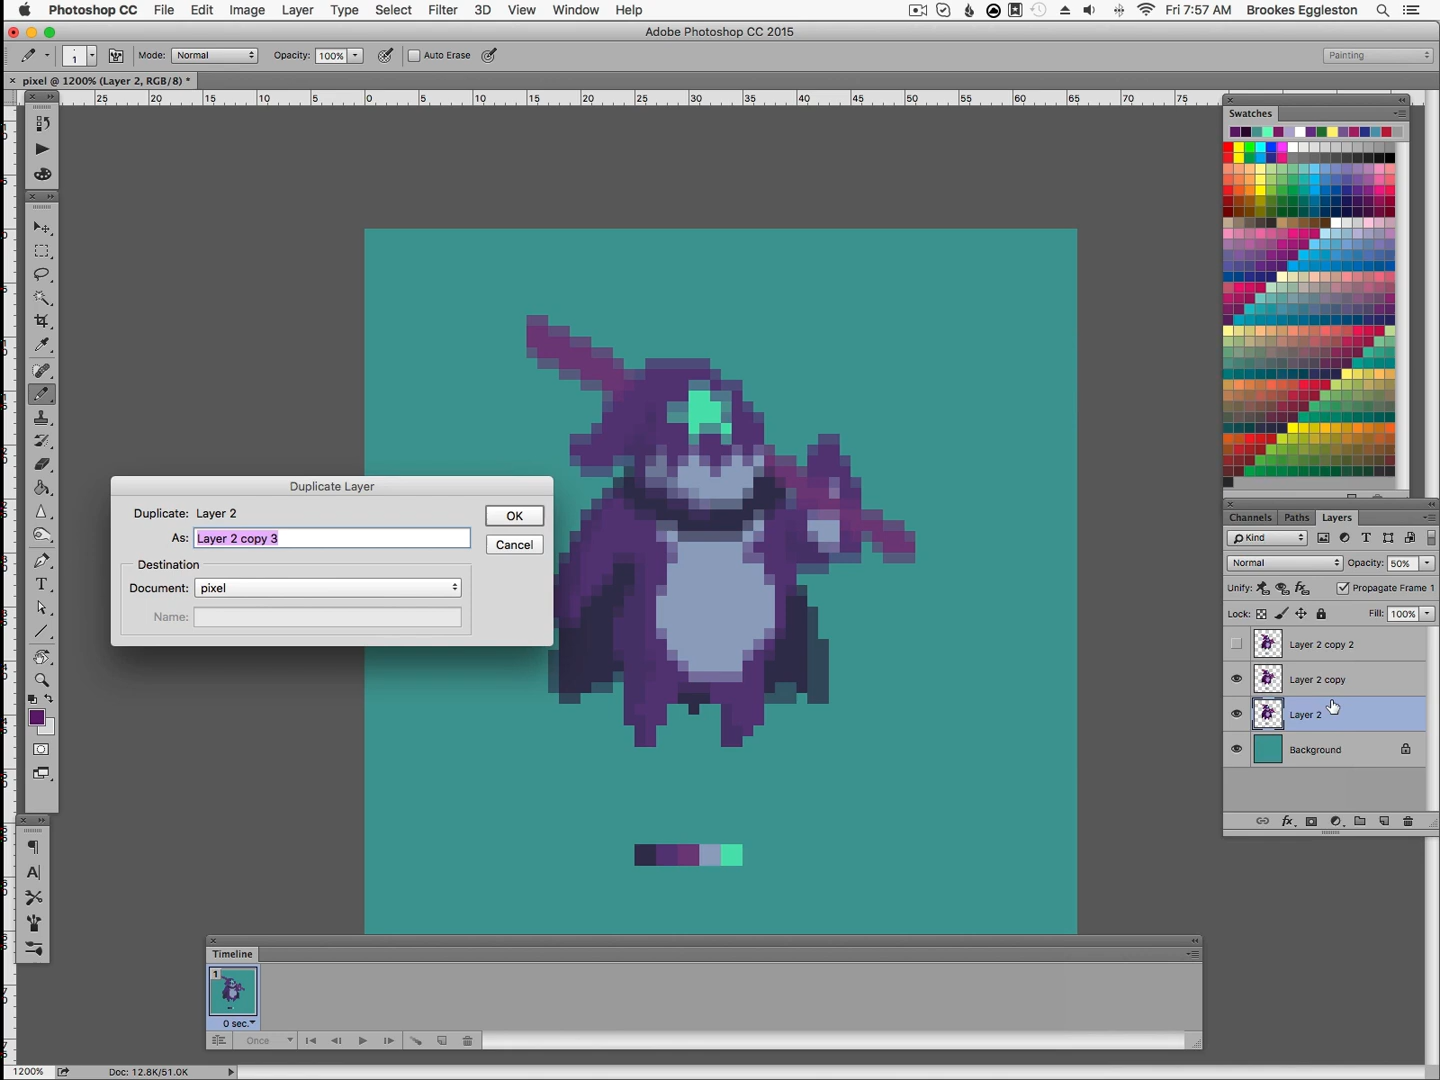 Photoshop CC File Edit Image Layer Type Select Filter 3D View Window Help Fri 7:57 AM Brookes Eggleston
Adobe Photoshop CC 2015
1 Mode: Normal Opacity: 100% Auto Erase Painting
× pixel @ 1200% (Layer 2, RGB/8) *
25 20 15 10 5 0 5 10 15 20 25 30 35 40 45 50 55 60 65 70 75
Swatches
Duplicate Layer
Duplicate: Layer 2
OK
As: Layer 2 copy 3
Cancel
Destination
Document: pixel
Name:
Channels Paths Layers
Kind
Normal Opacity: 50%
Unify: Propagate Frame 1
Lock: Fill: 100%
Layer 2 copy 2
Layer 2 copy
Layer 2
Background
fx
Timeline
1
0 sec.
Once
1200% Doc: 12.8K/51.0K